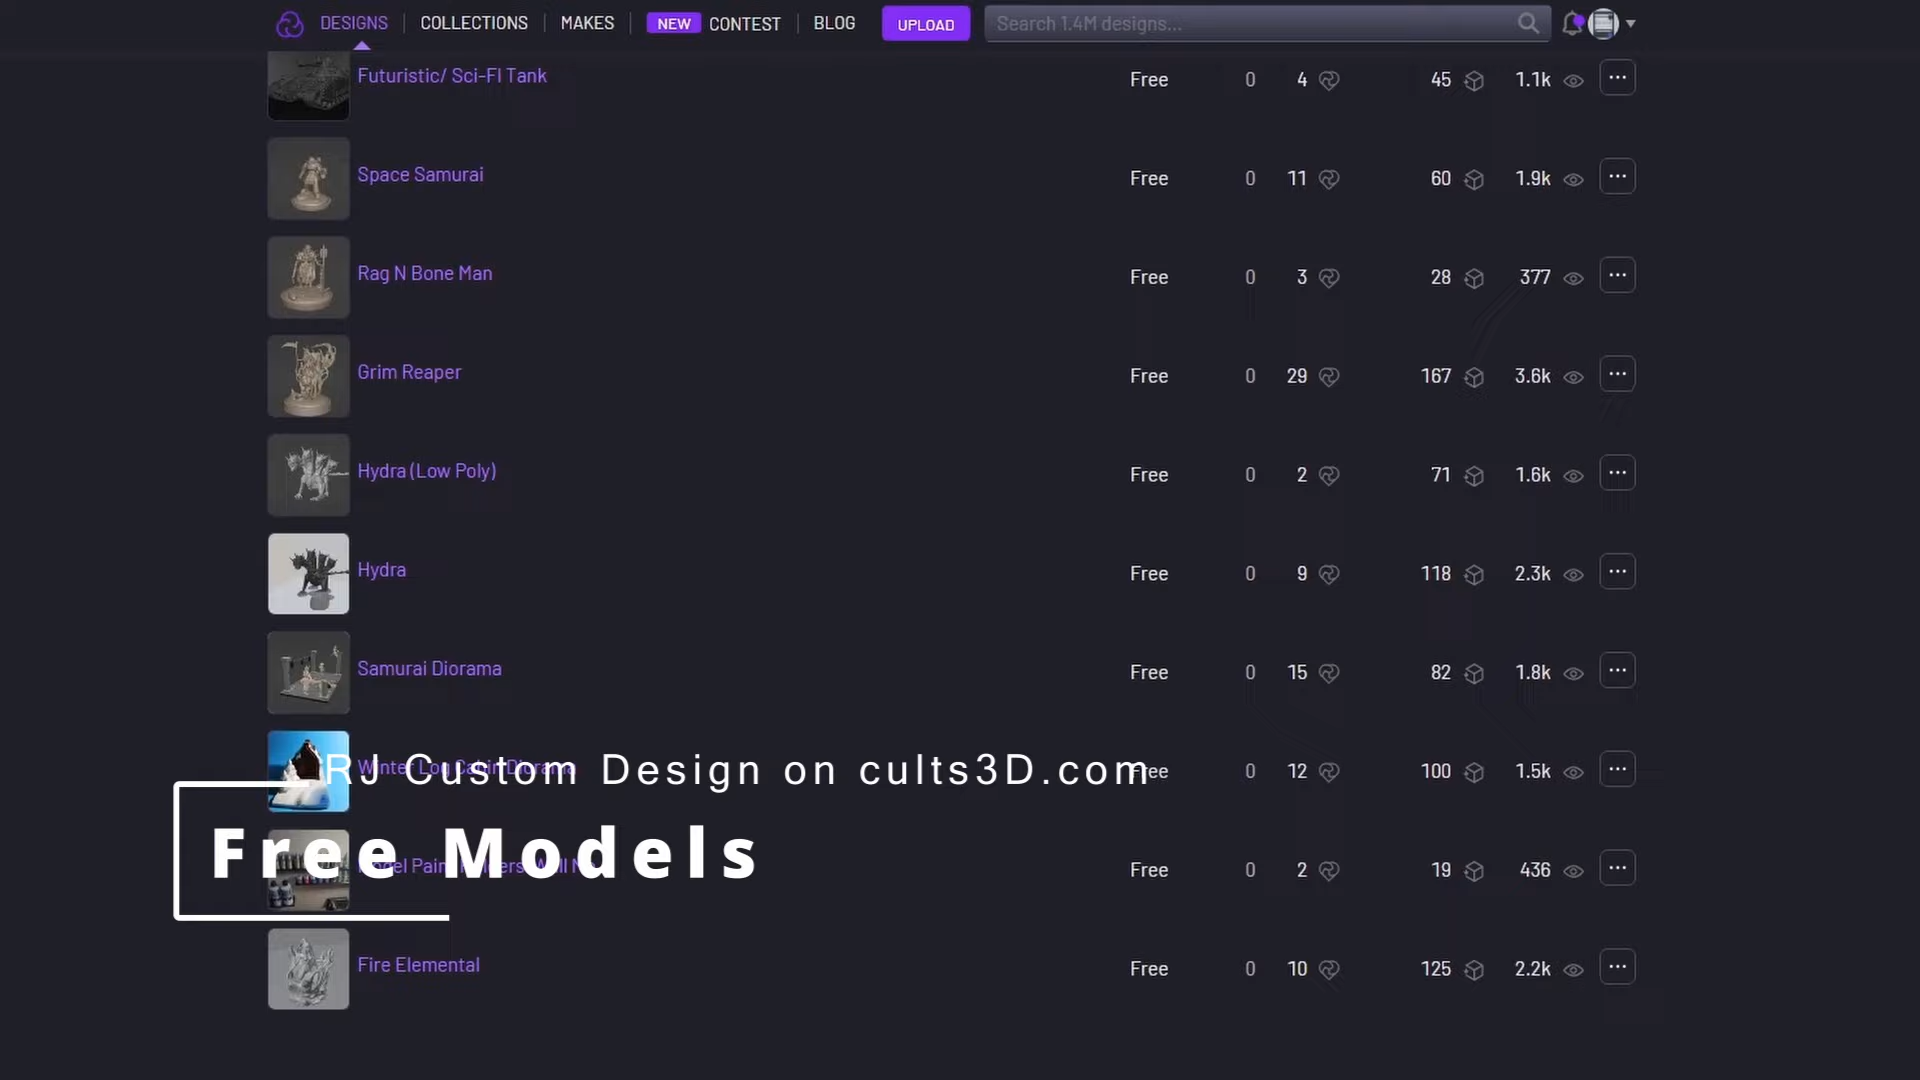 DESIGNS COLLECTIONS MAKES NEW CONTEST BLOG UPLOAD Search 1.4M designs...
Futuristic/ Sci-FI Tank Free 0 4 45 1.1k
Space Samurai Free 0 11 60 1.9k
Rag N Bone Man Free 0 3 28 377
Grim Reaper Free 0 29 167 3.6k
Hydra (Low Poly) Free 0 2 71 1.6k
Hydra Free 0 9 118 2.3k
Samurai Diorama Free 0 15 82 1.8k
Winter Log Cabin Diorama Free 0 12 100 1.5k
RJ Custom Design on cults3D.com
Free 0 2 19 436
Free Models
Fire Elemental Free 0 10 125 2.2k